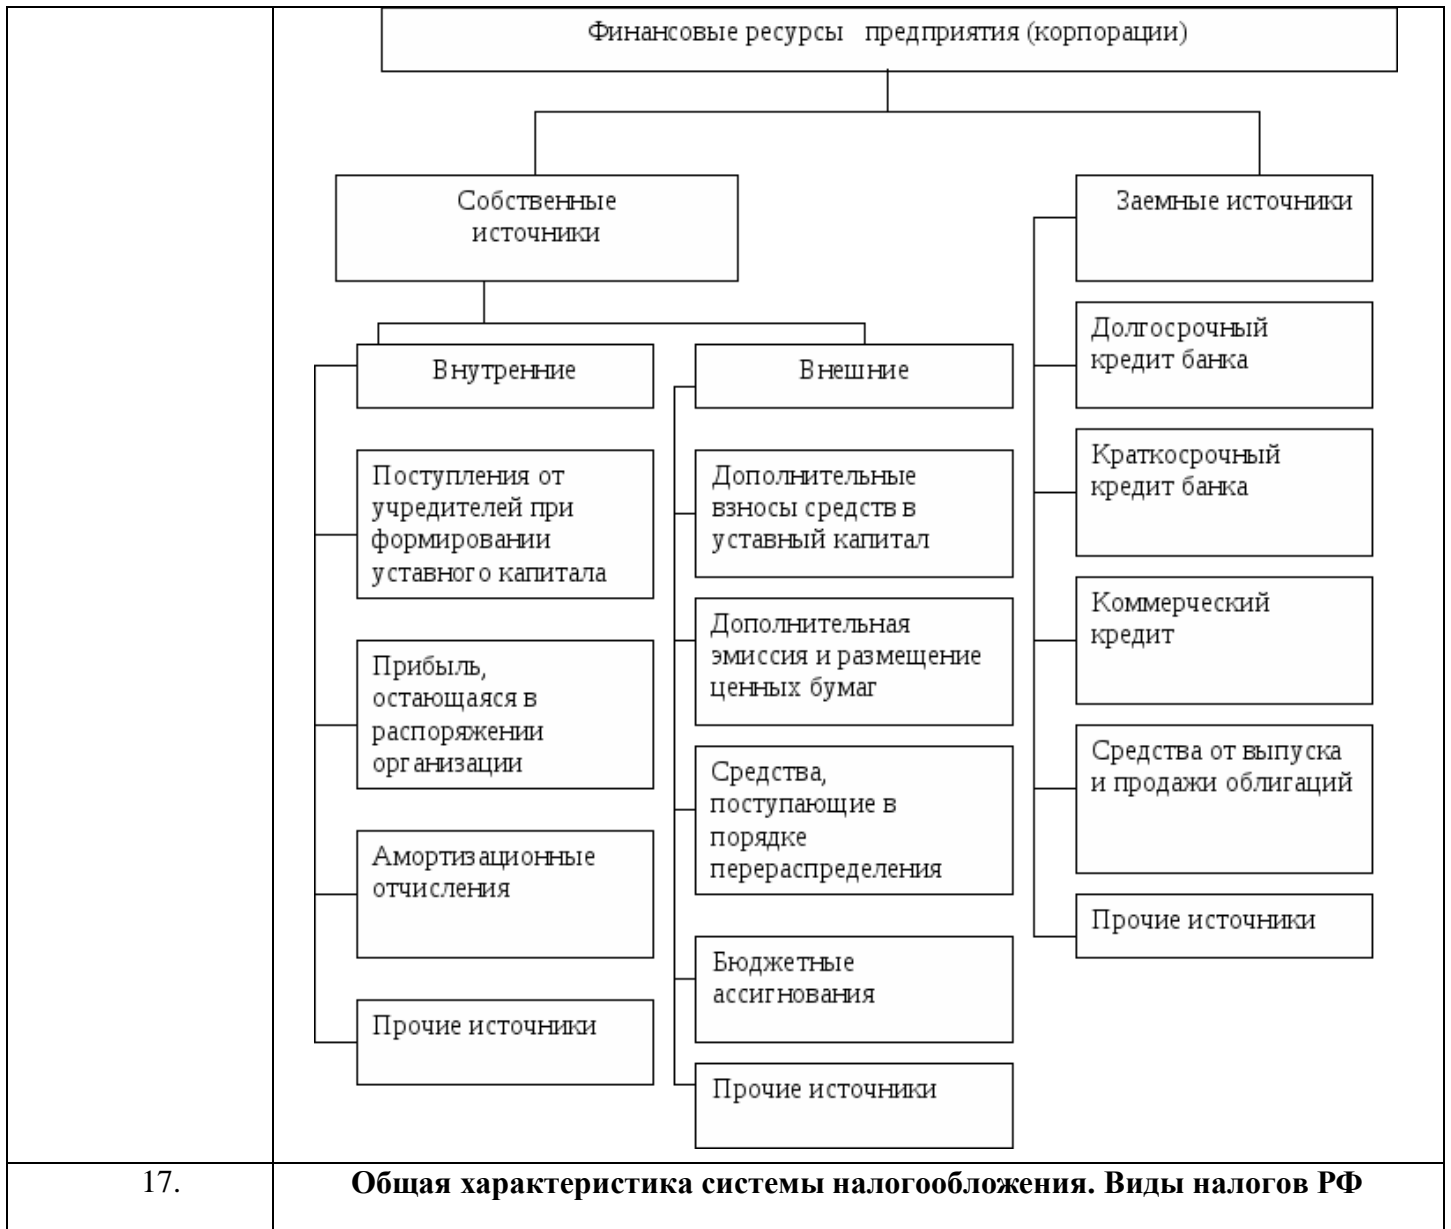 Финансовые ресурсы предприятия (корпорации)
Собственные
источники
Заемные источники
Внутренние
Внешние
Долгосрочный
кредит банка
Поступления от
учредителей при
формировании
уставного капитала
Дополнительные
взносы средств в
уставный капитал
Краткосрочный
кредит банка
Прибыль,
остающаяся в
распоряжении
организации
Дополнительная
эмиссия и размещение
ценных бумаг
Коммерческий
кредит
Амортизационные
отчисления
Средства,
поступающие в
порядке
перераспределения
Средства от выпуска
и продажи облигаций
Прочие источники
Бюджетные
ассигнования
Прочие источники
Прочие источники
17.
Общая характеристика системы налогообложения. Виды налогов РФ